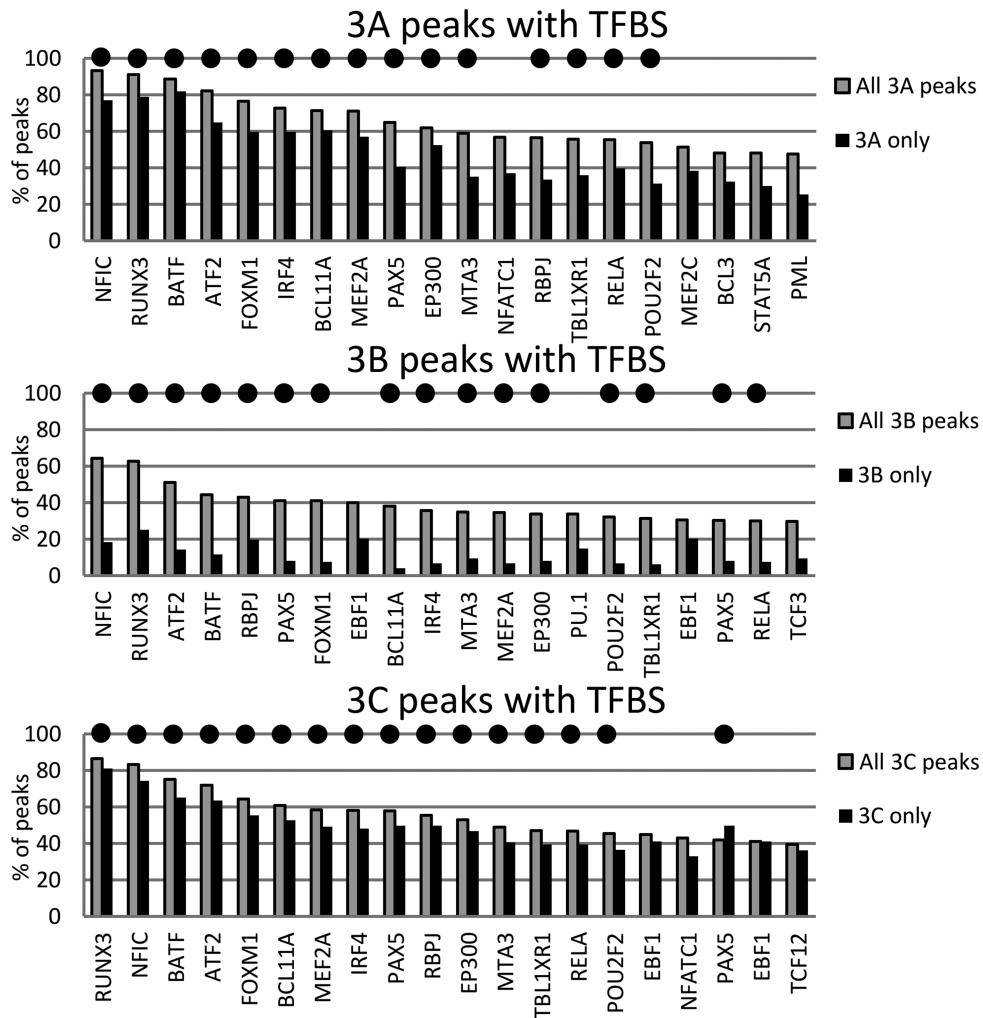 3A peaks with TFBS
% of peaks
100
80
60
40
20
0
All 3A peaks
3A only
NFIC
RUNX3
BATF
ATF2
FOXM1
IRF4
BCL11A
MEF2A
PAX5
EP300
MTA3
NFATC1
RBPJ
TBL1XR1
RELA
POU2F2
MEF2C
BCL3
STAT5A
PML
3B peaks with TFBS
% of peaks
100
80
60
40
20
0
All 3B peaks
3B only
NFIC
RUNX3
ATF2
BATF
RBPJ
PAX5
FOXM1
EBF1
BCL11A
IRF4
MTA3
MEF2A
EP300
PU.1
POU2F2
TBL1XR1
EBF1
PAX5
RELA
TCF3
3C peaks with TFBS
% of peaks
100
80
60
40
20
0
All 3C peaks
3C only
RUNX3
NFIC
BATF
ATF2
FOXM1
BCL11A
MEF2A
IRF4
PAX5
RBPJ
EP300
MTA3
TBL1XR1
RELA
POU2F2
EBF1
NFATC1
PAX5
EBF1
TCF12